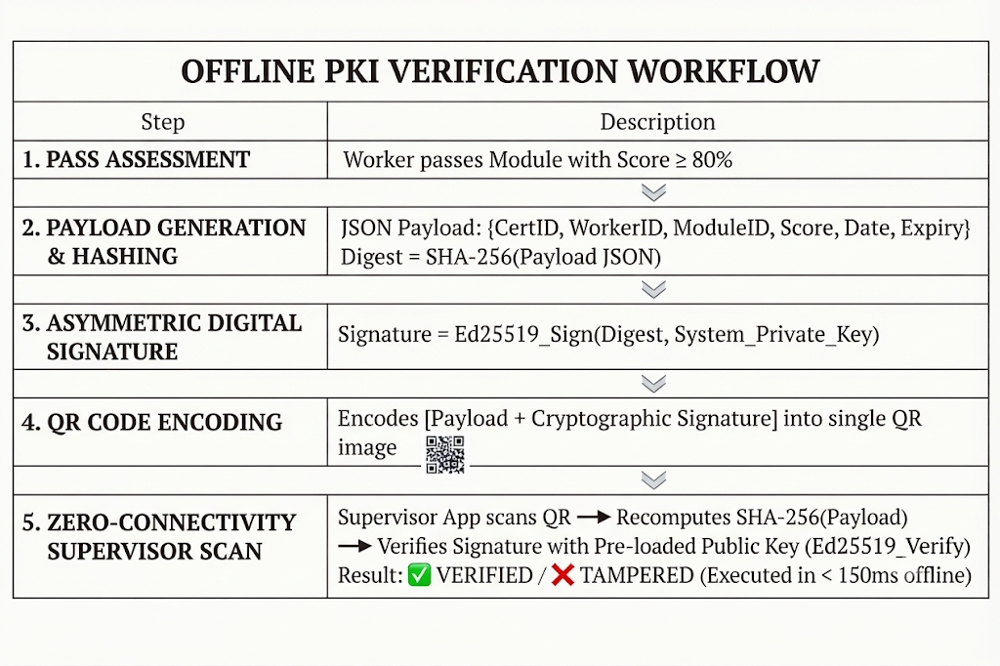 OFFLINE PKI VERIFICATION WORKFLOW
Step
Description
1. PASS ASSESSMENT
Worker passes Module with Score ≥ 80%
2. PAYLOAD GENERATION
& HASHING
JSON Payload: {CertID, WorkerID, ModuleID, Score, Date, Expiry}
Digest = SHA-256(Payload JSON)
3. ASYMMETRIC DIGITAL
SIGNATURE
Signature = Ed25519_Sign(Digest, System_Private_Key)
4. QR CODE ENCODING
Encodes [Payload + Cryptographic Signature] into single QR
image
5. ZERO-CONNECTIVITY
SUPERVISOR SCAN
Supervisor App scans QR → Recomputes SHA-256(Payload)
→ Verifies Signature with Pre-loaded Public Key (Ed25519_Verify)
Result: ✅ VERIFIED / ❌ TAMPERED (Executed in < 150ms offline)